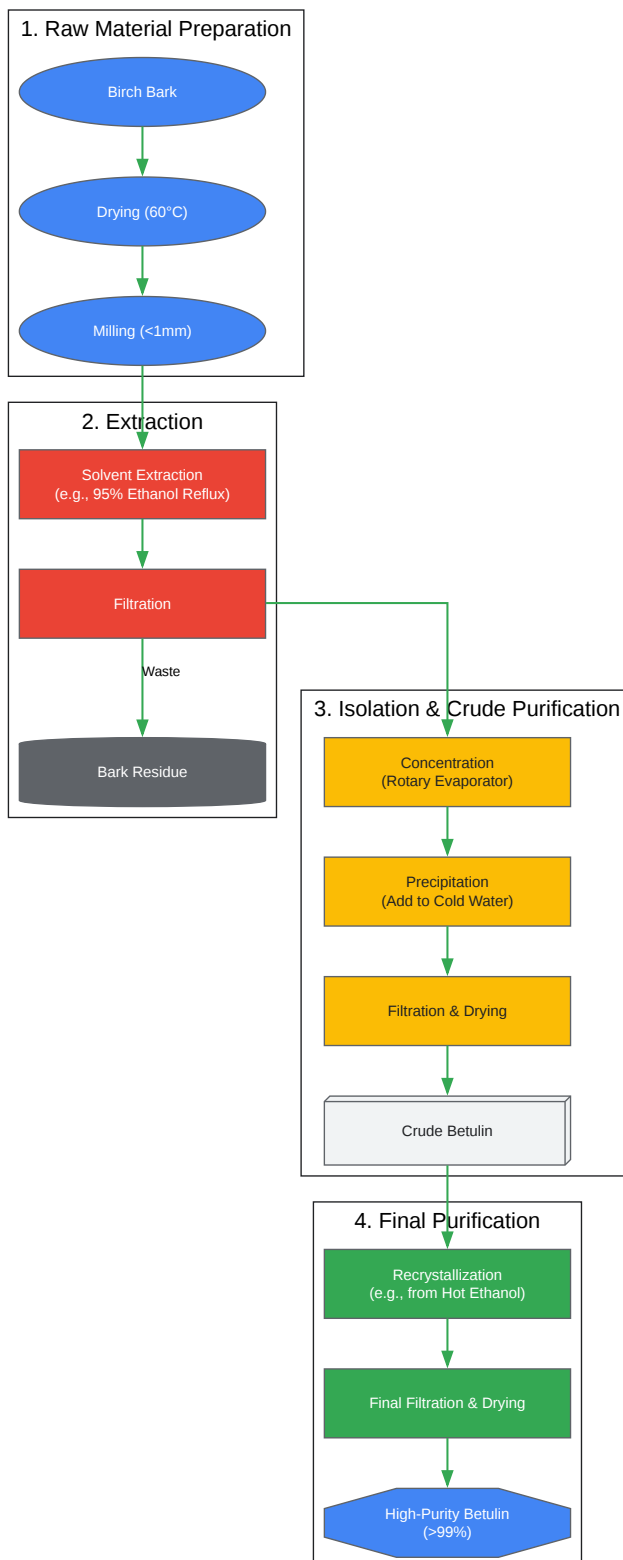 1. Raw Material Preparation
Birch Bark
Drying (60°C)
Milling (<1mm)
2. Extraction
Solvent Extraction
(e.g., 95% Ethanol Reflux)
Filtration
Waste
Bark Residue
3. Isolation & Crude Purification
Concentration
(Rotary Evaporator)
Precipitation
(Add to Cold Water)
Filtration & Drying
Crude Betulin
4. Final Purification
Recrystallization
(e.g., from Hot Ethanol)
Final Filtration & Drying
High-Purity Betulin
(>99%)